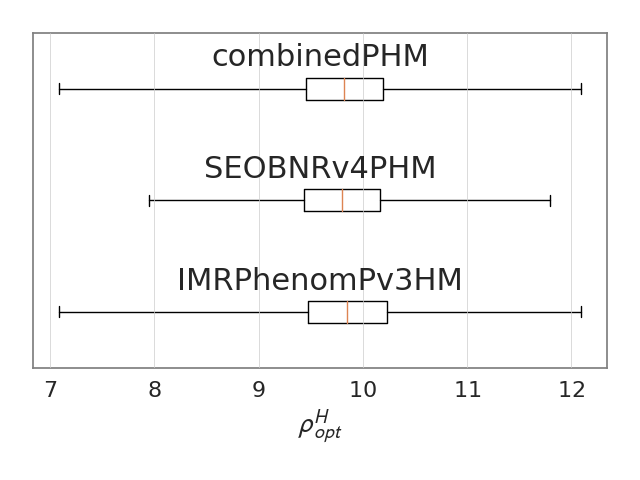 combinedPHM
SEOBNRv4PHM
IMRPhenomPv3HM
7 8 9 10 11 12
ρ^H_opt